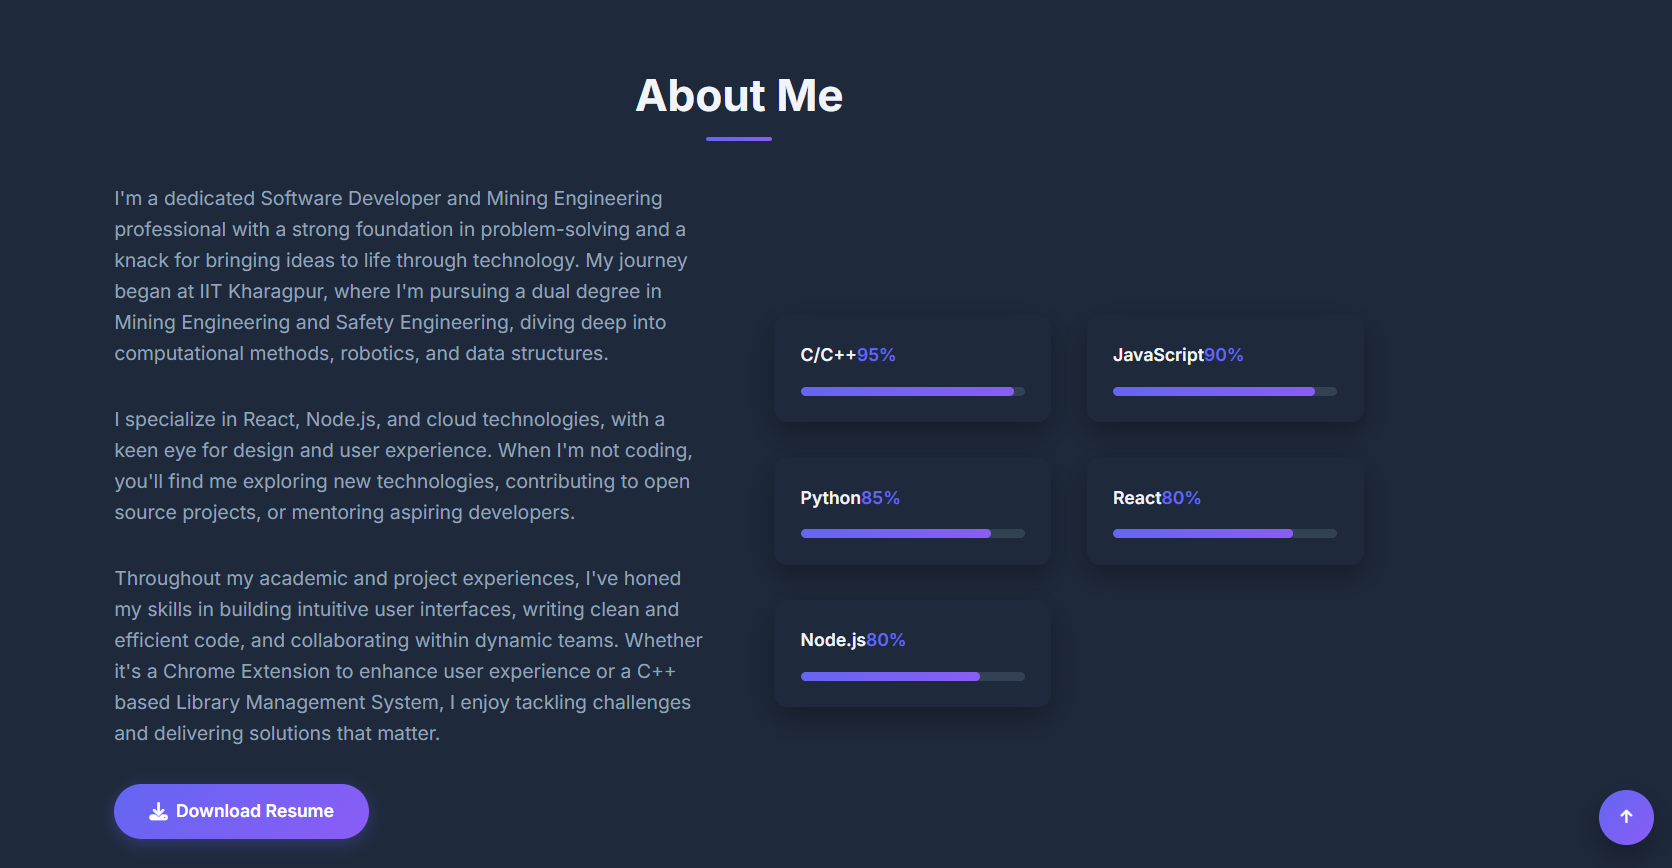 About Me
I'm a dedicated Software Developer and Mining Engineering
professional with a strong foundation in problem-solving and a
knack for bringing ideas to life through technology. My journey
began at IIT Kharagpur, where I'm pursuing a dual degree in
Mining Engineering and Safety Engineering, diving deep into
computational methods, robotics, and data structures.
I specialize in React, Node.js, and cloud technologies, with a
keen eye for design and user experience. When I'm not coding,
you'll find me exploring new technologies, contributing to open
source projects, or mentoring aspiring developers.
Throughout my academic and project experiences, I've honed
my skills in building intuitive user interfaces, writing clean and
efficient code, and collaborating within dynamic teams. Whether
it's a Chrome Extension to enhance user experience or a C++
based Library Management System, I enjoy tackling challenges
and delivering solutions that matter.
Download Resume
C/C++95%
JavaScript90%
Python85%
React80%
Node.js80%